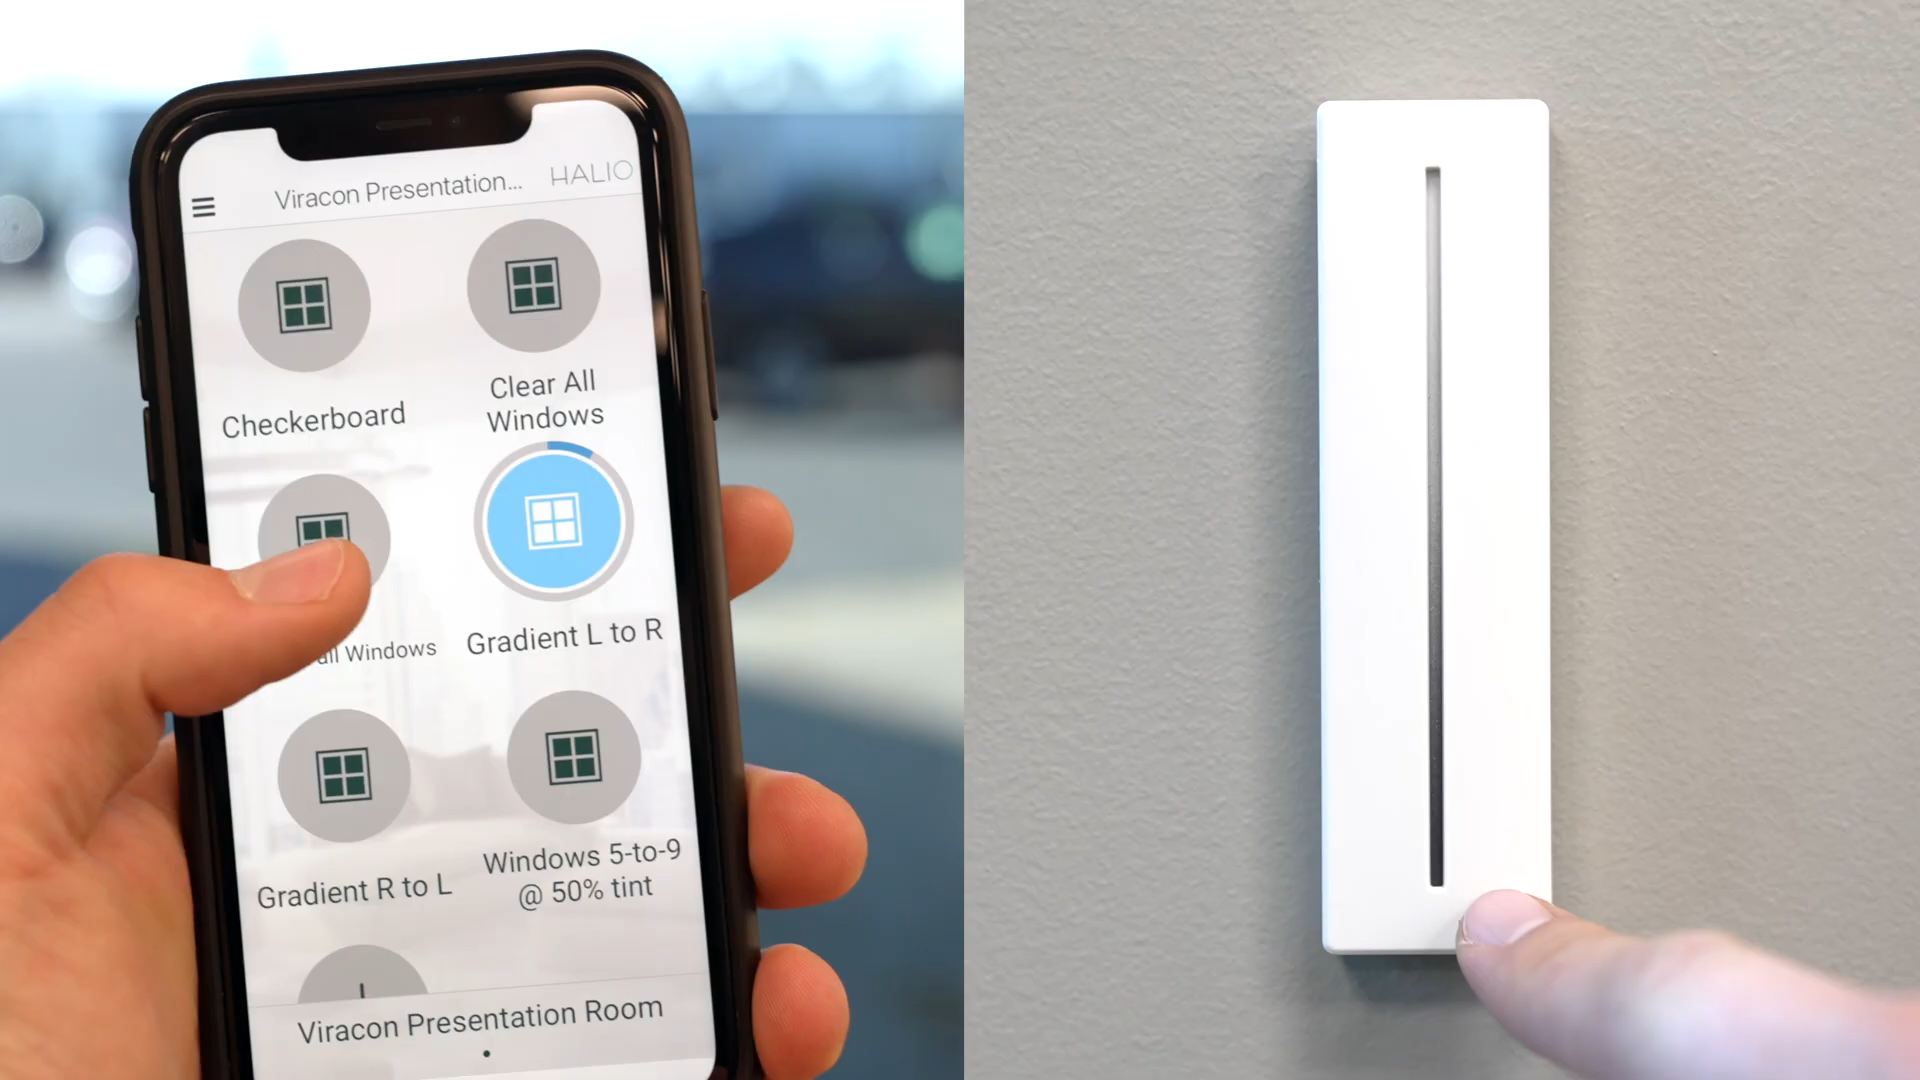 Viracon Presentation... HALIO
Checkerboard
Clear All
Windows
all Windows
Gradient L to R
Gradient R to L
Windows 5-to-9
@ 50% tint
Viracon Presentation Room